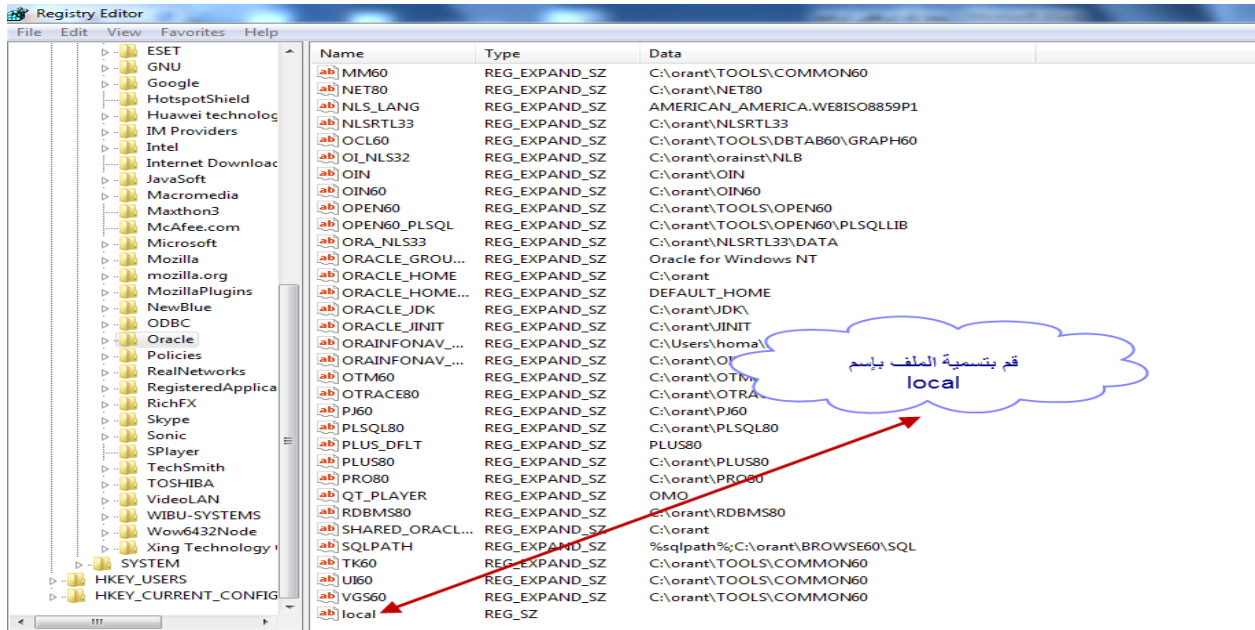 Registry Editor
File Edit View Favorites Help
ESET
GNU
Google
HotspotShield
Huawei technolog
IM Providers
Intel
Internet Downloac
JavaSoft
Macromedia
Maxthon3
McAfee.com
Microsoft
Mozilla
mozilla.org
MozillaPlugins
NewBlue
ODBC
Oracle
Policies
RealNetworks
RegisteredApplica
RichFX
Skype
Sonic
SPlayer
TechSmith
TOSHIBA
VideoLAN
WIBU-SYSTEMS
Wow6432Node
Xing Technology
SYSTEM
HKEY_USERS
HKEY_CURRENT_CONFIG
Name Type Data
MM60 REG_EXPAND_SZ C:\orant\TOOLS\COMMON60
NET80 REG_EXPAND_SZ C:\orant\NET80
NLS_LANG REG_EXPAND_SZ AMERICAN_AMERICA.WE8ISO8859P1
NLSRTL33 REG_EXPAND_SZ C:\orant\NLSRTL33
OCL60 REG_EXPAND_SZ C:\orant\TOOLS\DBTAB60\GRAPH60
OI_NLS32 REG_EXPAND_SZ C:\orant\orainst\NLB
OIN REG_EXPAND_SZ C:\orant\OIN
OIN60 REG_EXPAND_SZ C:\orant\OIN60
OPEN60 REG_EXPAND_SZ C:\orant\TOOLS\OPEN60
OPEN60_PLSQL REG_EXPAND_SZ C:\orant\TOOLS\OPEN60\PLSQLLIB
ORA_NLS33 REG_EXPAND_SZ C:\orant\NLSRTL33\DATA
ORACLE_GROU... REG_EXPAND_SZ Oracle for Windows NT
ORACLE_HOME REG_EXPAND_SZ C:\orant
ORACLE_HOME... REG_EXPAND_SZ DEFAULT_HOME
ORACLE_JDK REG_EXPAND_SZ C:\orant\JDK\
ORACLE_JINIT REG_EXPAND_SZ C:\orant\JINIT
ORAINFONAV_... REG_EXPAND_SZ C:\Users\homa\
ORAINFONAV_... REG_EXPAND_SZ
OTM60 REG_EXPAND_SZ
OTRACE80 REG_EXPAND_SZ
PJ60 REG_EXPAND_SZ C:\orant\PJ60
PLSQL80 REG_EXPAND_SZ C:\orant\PLSQL80
PLUS_DFLT REG_EXPAND_SZ PLUS80
PLUS80 REG_EXPAND_SZ C:\orant\PLUS80
PRO80 REG_EXPAND_SZ C:\orant\PRO80
QT_PLAYER REG_EXPAND_SZ OMO
RDBMS80 REG_EXPAND_SZ C:\orant\RDBMS80
SHARED_ORACL... REG_EXPAND_SZ C:\orant
SQLPATH REG_EXPAND_SZ %sqlpath%;C:\orant\BROWSE60\SQL
TK60 REG_EXPAND_SZ C:\orant\TOOLS\COMMON60
UI60 REG_EXPAND_SZ C:\orant\TOOLS\COMMON60
VGS60 REG_EXPAND_SZ C:\orant\TOOLS\COMMON60
local REG_SZ
قم بتسمية الملف بإسم
local